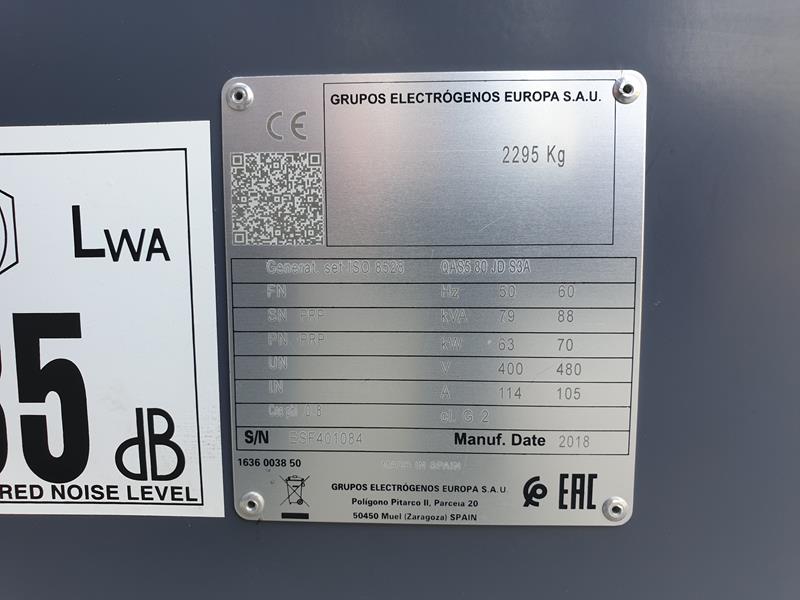 LWA
85
dB
RED NOISE LEVEL
CE
GRUPOS ELECTRÓGENOS EUROPA S.A.U.
2295 Kg
Generat. set ISO 8528 QAS5 80 JD S3A
FN Hz 50 60
SN PRP kVA 79 88
PN PRP kW 63 70
UN V 400 480
IN A 114 105
Cos phi 0.8 cl. G 2
S/N ESF401084 Manuf. Date 2018
1636 0038 50 MADE IN SPAIN
GRUPOS ELECTRÓGENOS EUROPA S.A.U
Polígono Pitarco II, Parcela 20
50450 Muel (Zaragoza) SPAIN
EAC